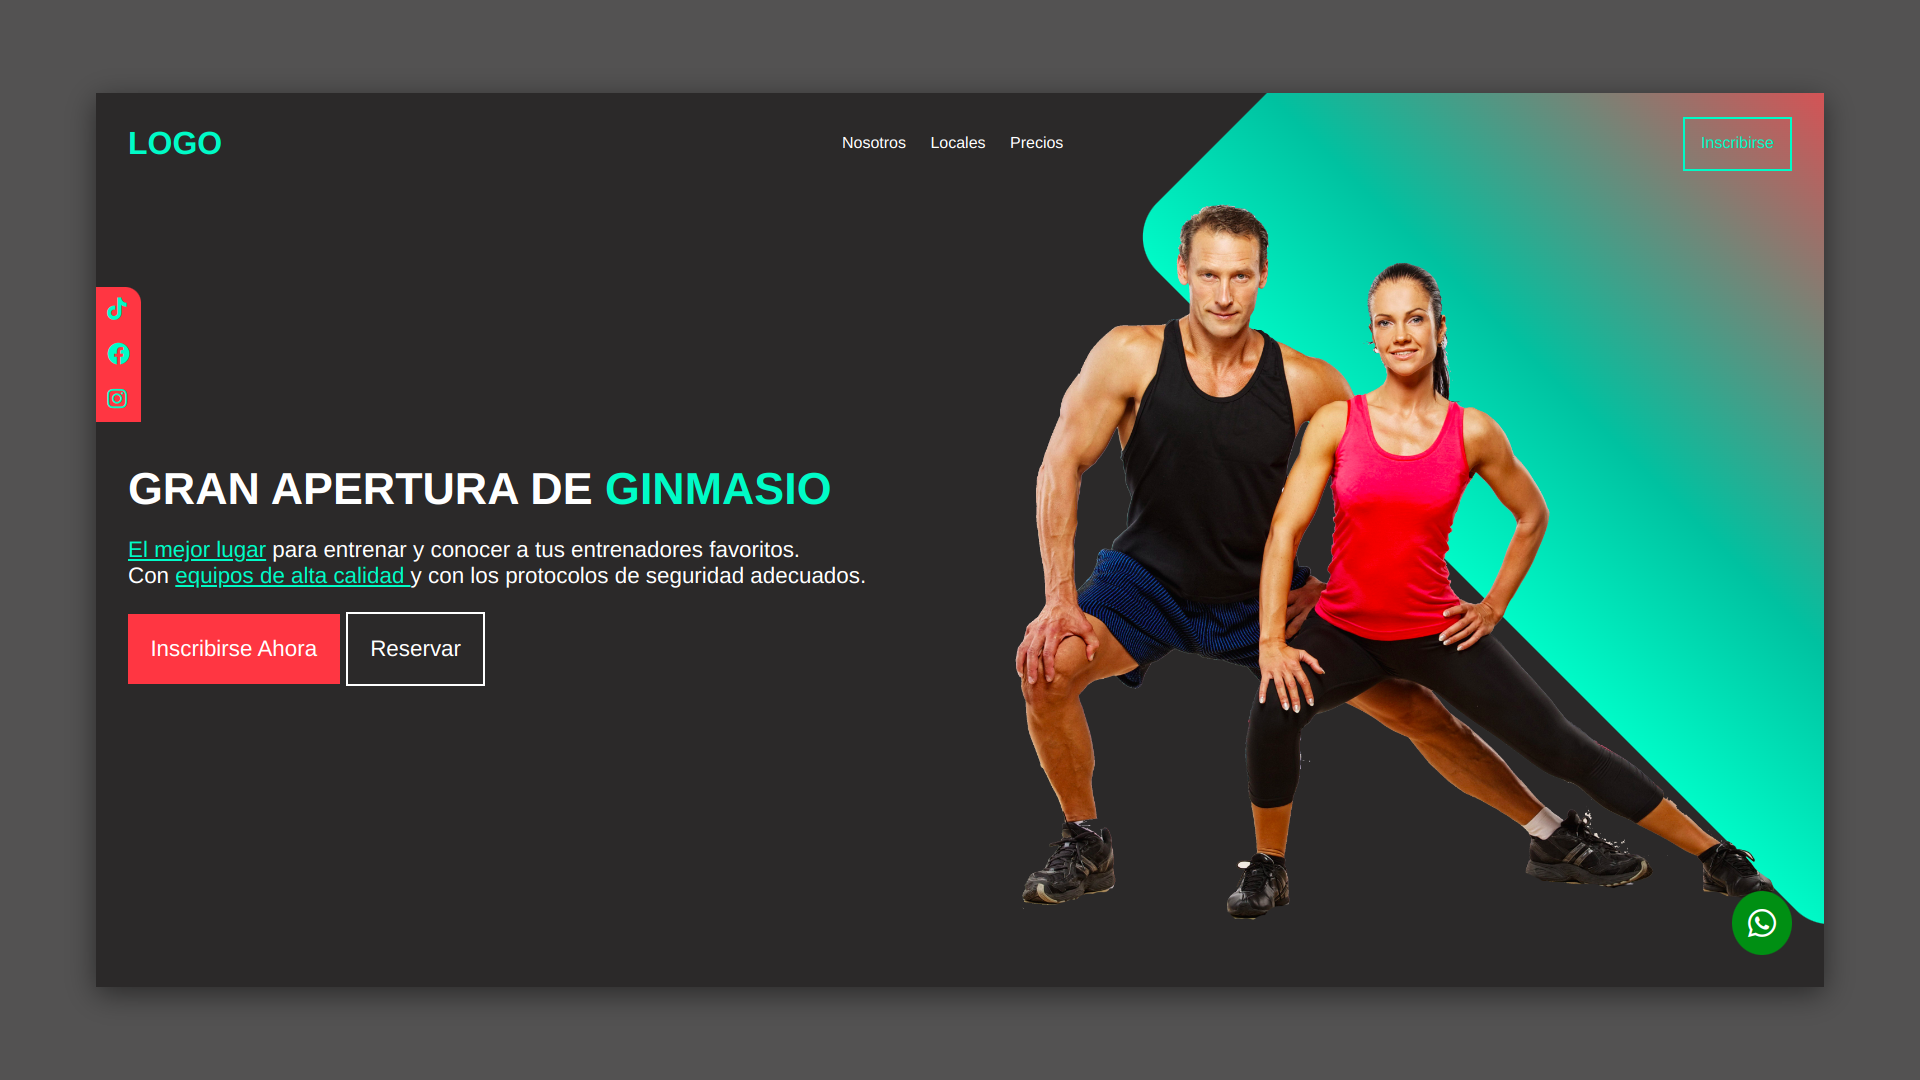 LOGO
Nosotros Locales Precios
Inscribirse
GRAN APERTURA DE GINMASIO
El mejor lugar para entrenar y conocer a tus entrenadores favoritos.
Con equipos de alta calidad y con los protocolos de seguridad adecuados.
Inscribirse Ahora
Reservar